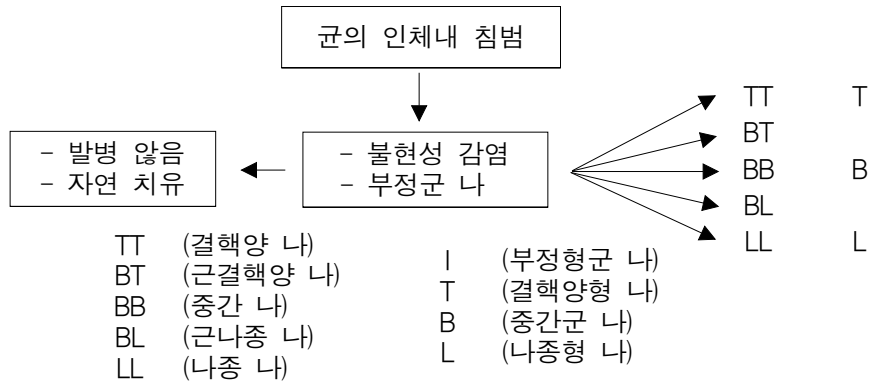 균의 인체내 침범
- 발병 않음
- 자연 치유
- 불현성 감염
- 부정군 나
TT T
BT
BB B
BL
LL L
TT (결핵양 나)
BT (근결핵양 나)
BB (중간 나)
BL (근나종 나)
LL (나종 나)
I (부정형군 나)
T (결핵양형 나)
B (중간군 나)
L (나종형 나)